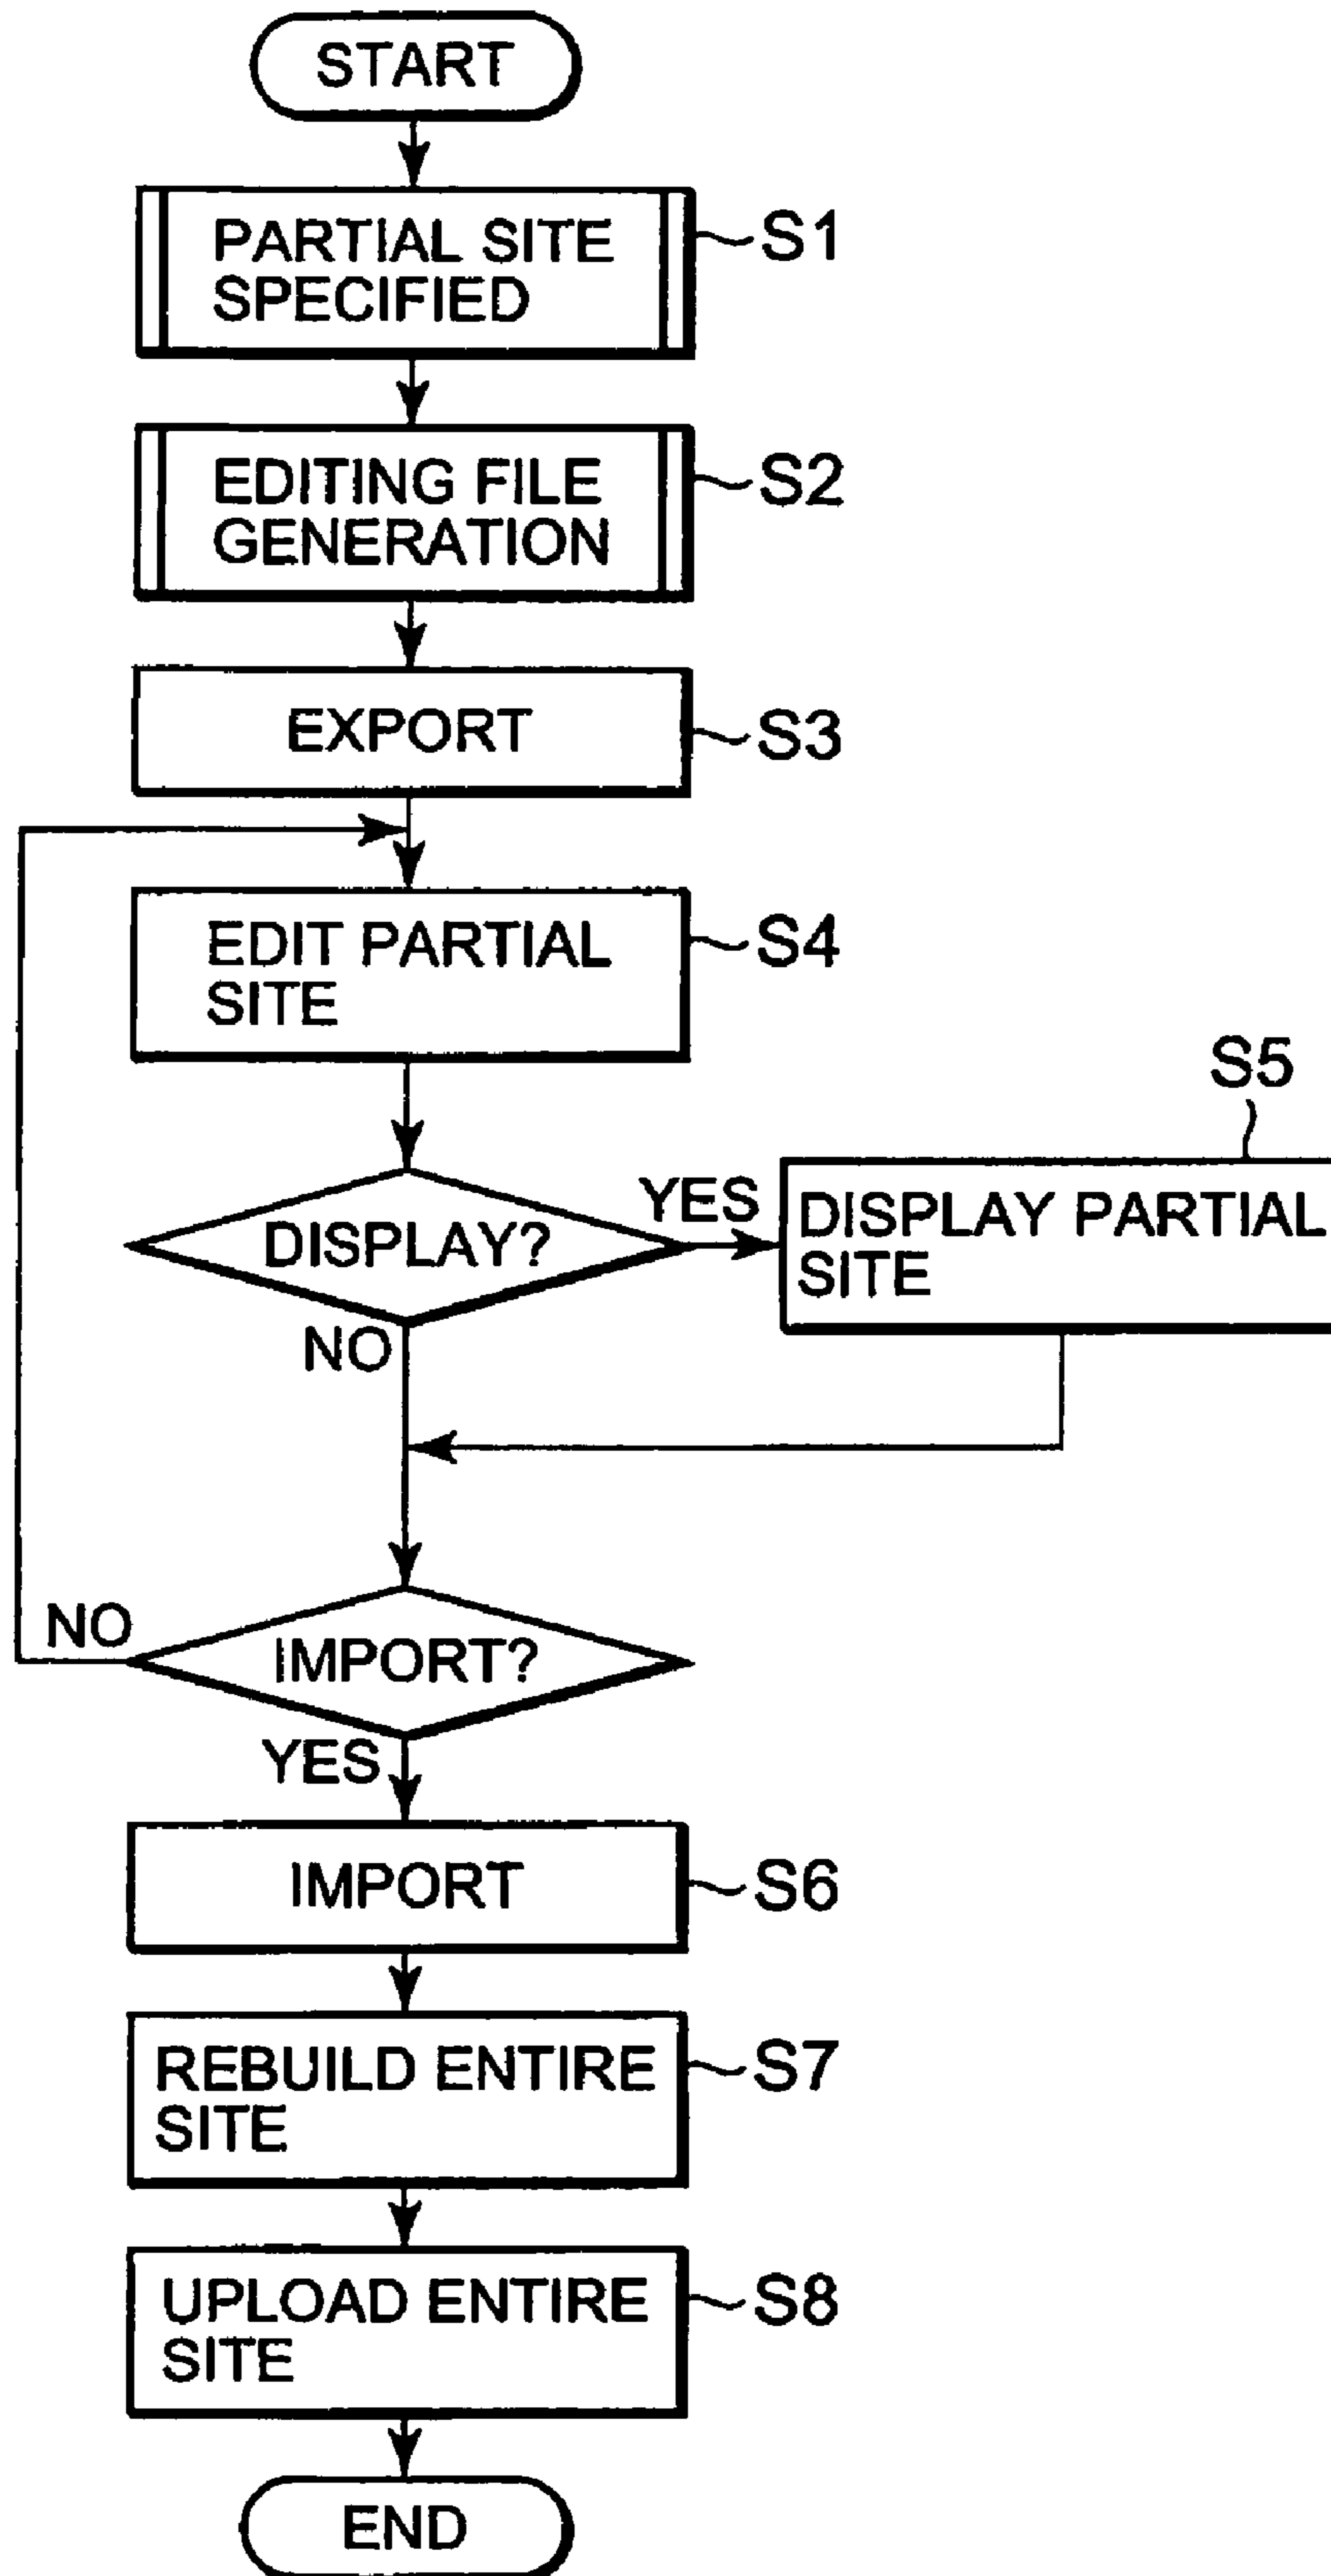 START
PARTIAL SITE
SPECIFIED
S1
EDITING FILE
GENERATION
S2
EXPORT
S3
EDIT PARTIAL
SITE
S4
S5
DISPLAY?
YES
DISPLAY PARTIAL
SITE
NO
NO
IMPORT?
YES
IMPORT
S6
REBUILD ENTIRE
SITE
S7
UPLOAD ENTIRE
SITE
S8
END